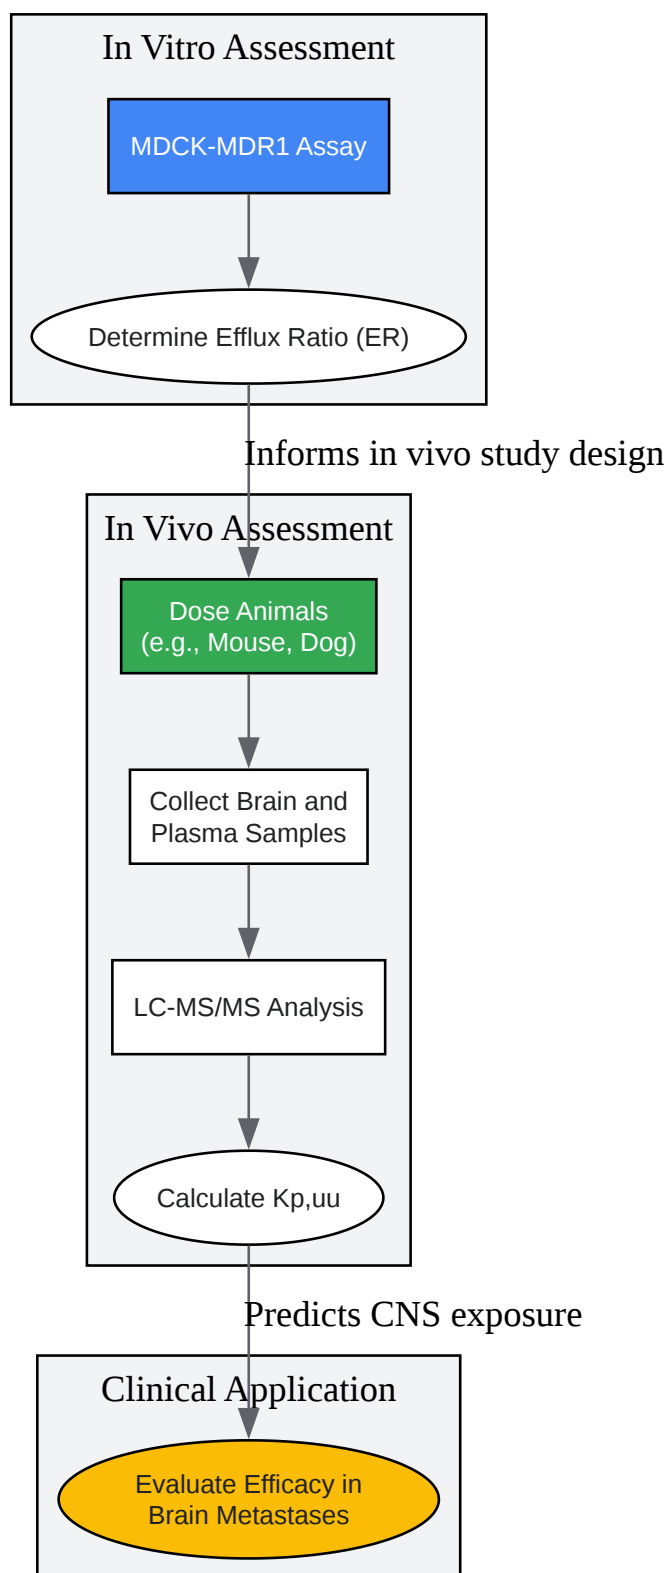 In Vitro Assessment
MDCK-MDR1 Assay
Determine Efflux Ratio (ER)
Informs in vivo study design
In Vivo Assessment
Dose Animals
(e.g., Mouse, Dog)
Collect Brain and
Plasma Samples
LC-MS/MS Analysis
Calculate Kp,uu
Predicts CNS exposure
Clinical Application
Evaluate Efficacy in
Brain Metastases